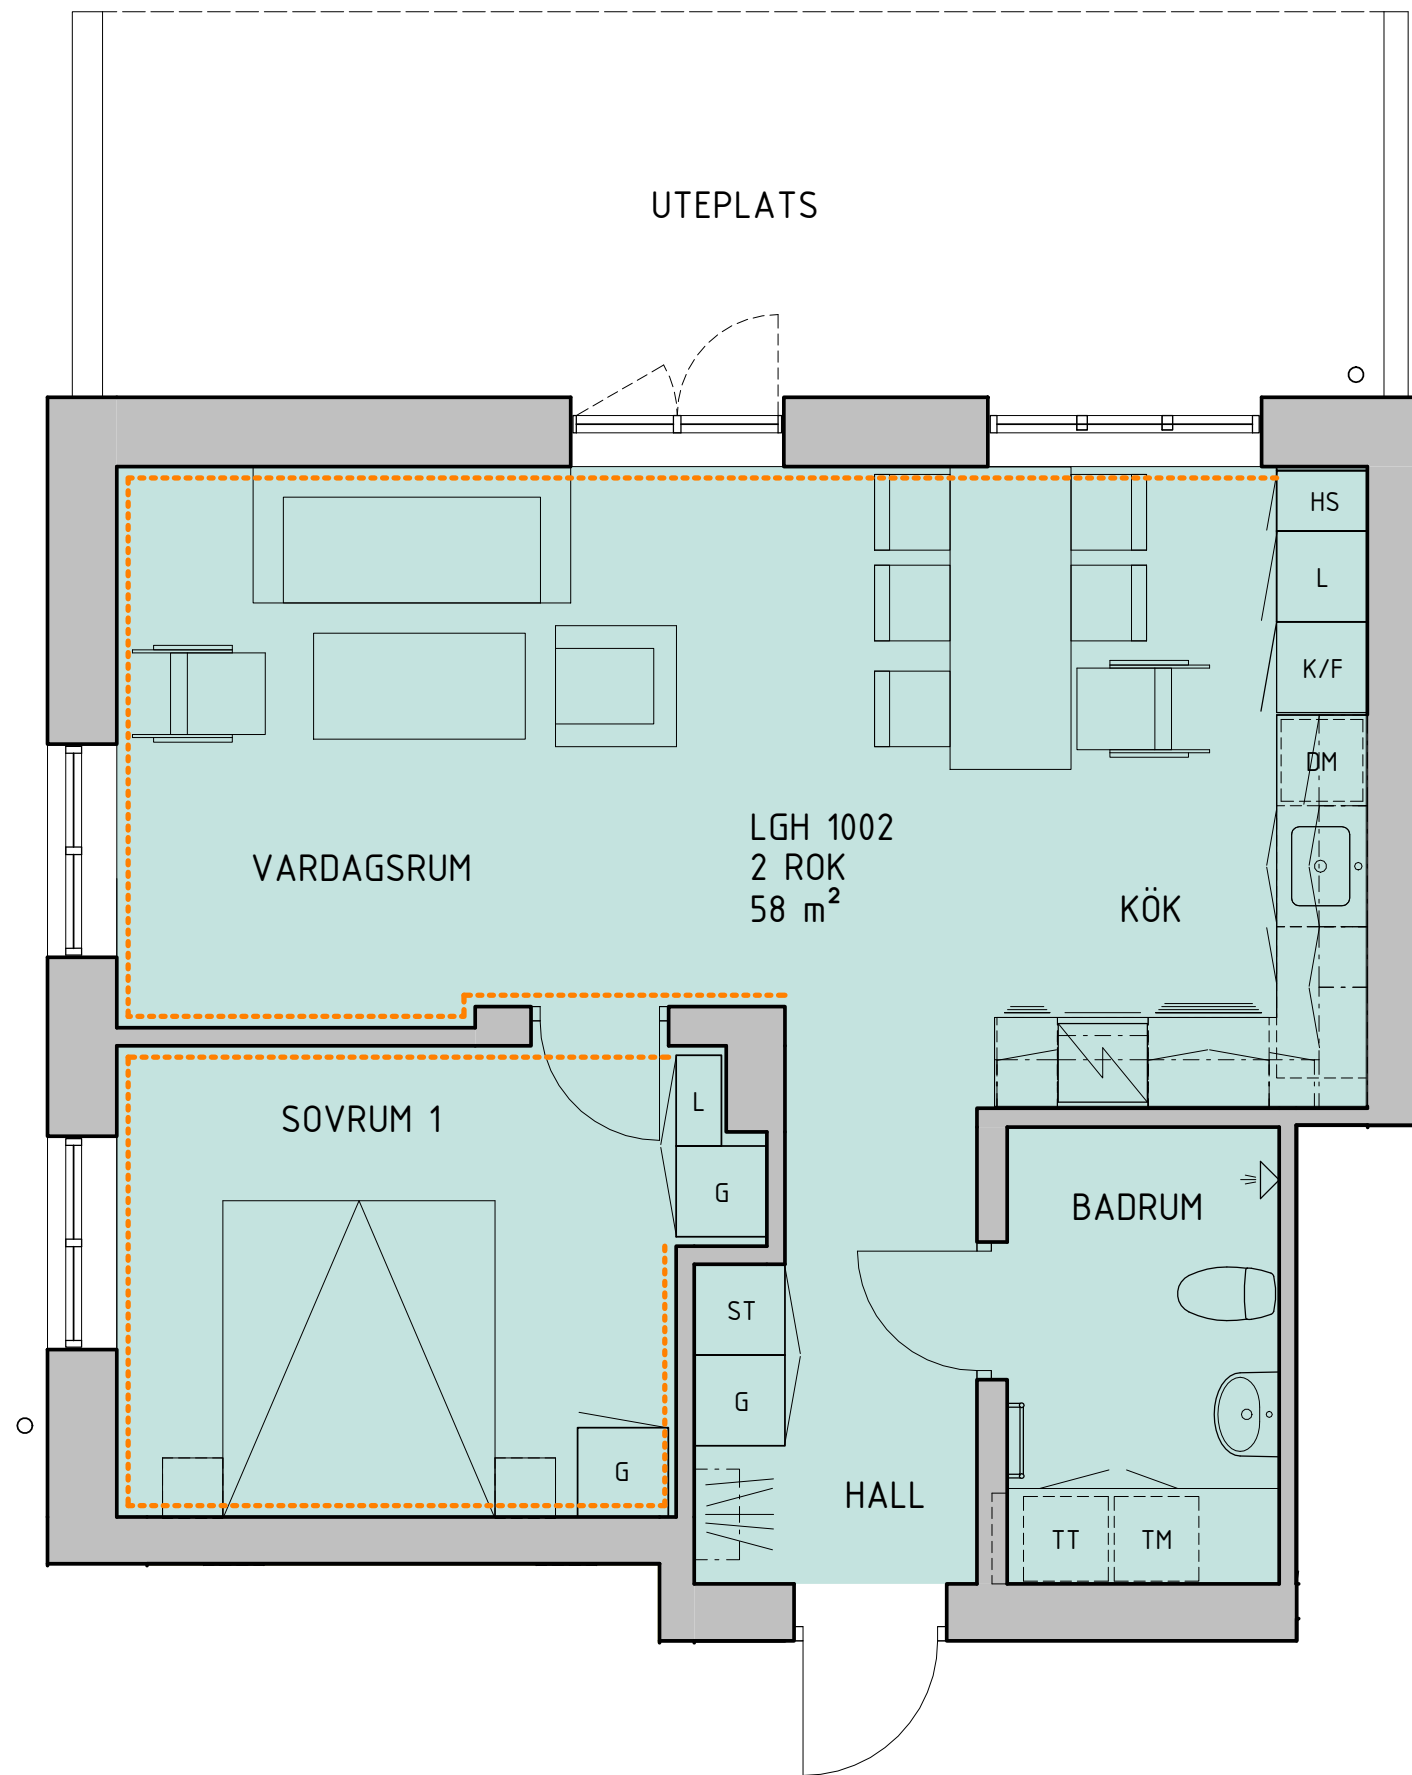 UTEPLATS
HS
L
K/F
DM
LGH 1002
2 ROK
58 m²
VARDAGSRUM
KÖK
SOVRUM 1
L
G
BADRUM
ST
G
G
HALL
TT
TM